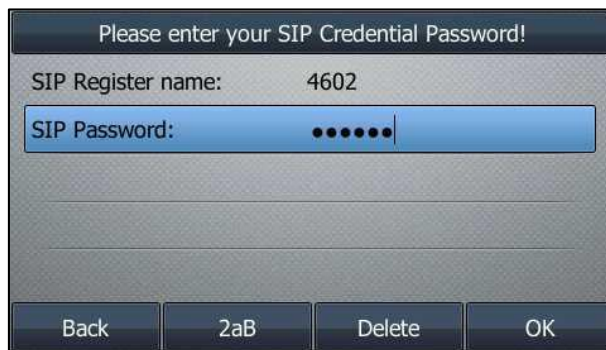 Please enter your SIP Credential Password!
SIP Register name: 4602
SIP Password: ••••••
Back 2aB Delete OK